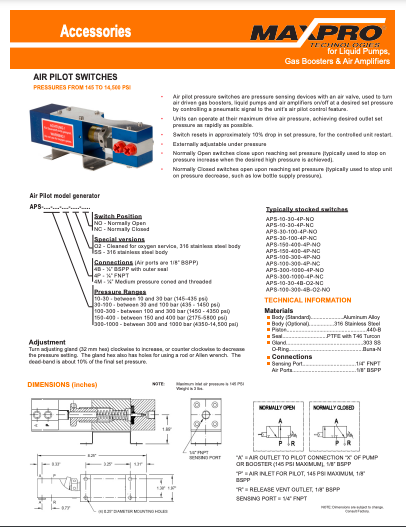 Accessories
MAXPRO
TECHNOLOGIES
for Liquid Pumps,
Gas Boosters & Air Amplifiers
AIR PILOT SWITCHES
PRESSURES FROM 145 TO 14,500 PSI
• Air pilot pressure switches are pressure sensing devices with an air valve, used to turn
air driven gas boosters, liquid pumps and air amplifiers on/off at a desired set pressure
by controlling a pneumatic signal to the unit's air pilot control feature.
• Units can operate at their maximum drive air pressure, achieving desired outlet set
pressure as rapidly as possible.
• Switch resets in approximately 10% drop in set pressure, for the controlled unit restart.
• Externally adjustable under pressure
• Normally Open switches close upon reaching set pressure (typically used to stop on
pressure increase when the desired high pressure is achieved).
• Normally Closed switches open upon reaching set pressure (typically used to stop unit
on pressure decrease, such as low bottle supply pressure).
Air Pilot model generator
APS-
Switch Position
NO - Normally Open
NC - Normally Closed
Special versions
O2 - Cleaned for oxygen service, 316 stainless steel body
SS - 316 stainless steel body
Connections (Air ports are 1/8" BSPP)
4B - ¼" BSPP with outer seal
4P - ¼" FNPT
4M - ¼" Medium pressure coned and threaded
Pressure Ranges
10-30 - between 10 and 30 bar (145-435 psi)
30-100 - between 30 and 100 bar (435 - 1450 psi)
100-300 - between 100 and 300 bar (1450 - 4350 psi)
150-400 - between 150 and 400 bar (2175-5800 psi)
300-1000 - between 300 and 1000 bar (4350-14,500 psi)
Typically stocked switches
APS-10-30-4P-NO
APS-10-30-4P-NC
APS-30-100-4P-NO
APS-30-100-4P-NC
APS-150-400-4P-NC
APS-150-400-4P-NO
APS-100-300-4P-NO
APS-100-300-4P-NC
APS-300-1000-4P-NO
APS-300-1000-4P-NC
APS-10-30-4B-O2-NC
APS-100-300-4B-O2-NO
TECHNICAL INFORMATION
Materials
Body (Standard)...............Aluminum Alloy
Body (Optional)...............316 Stainless Steel
Piston.................................440-B
Seal.........................PTFE with T46 Turcon
Gland.................................303 SS
O-Ring.................................Buna-N
Connections
Sensing Port.........................1/4" FNPT
Air Ports.........................1/8" BSPP
Adjustment
Turn adjusting gland (32 mm hex) clockwise to increase, or counter clockwise to decrease
the pressure setting. The gland hex also has holes for using a rod or Allen wrench. The
dead-band is about 10% of the final set pressure.
DIMENSIONS (inches)
NOTE: Maximum inlet air pressure is 145 PSI
Weight is 3 lbs.
1.88"
1/4" FNPT
SENSING PORT
6.26"
0.33"
3.25"
1.31"
0.73"
(4) 0.25" DIAMETER MOUNTING HOLES
NORMALLY OPEN
NORMALLY CLOSED
A
A
P R
P R
"A" = AIR OUTLET TO PILOT CONNECTION "X" OF PUMP
OR BOOSTER (145 PSI MAXIMUM), 1/8" BSPP
"P" = AIR INLET FOR PILOT, 145 PSI MAXIMUM, 1/8"
BSPP
"R" = RELEASE VENT OUTLET, 1/8" BSPP
SENSING PORT = 1/4" FNPT
NOTE: Dimensions are subject to change.
Consult Factory.